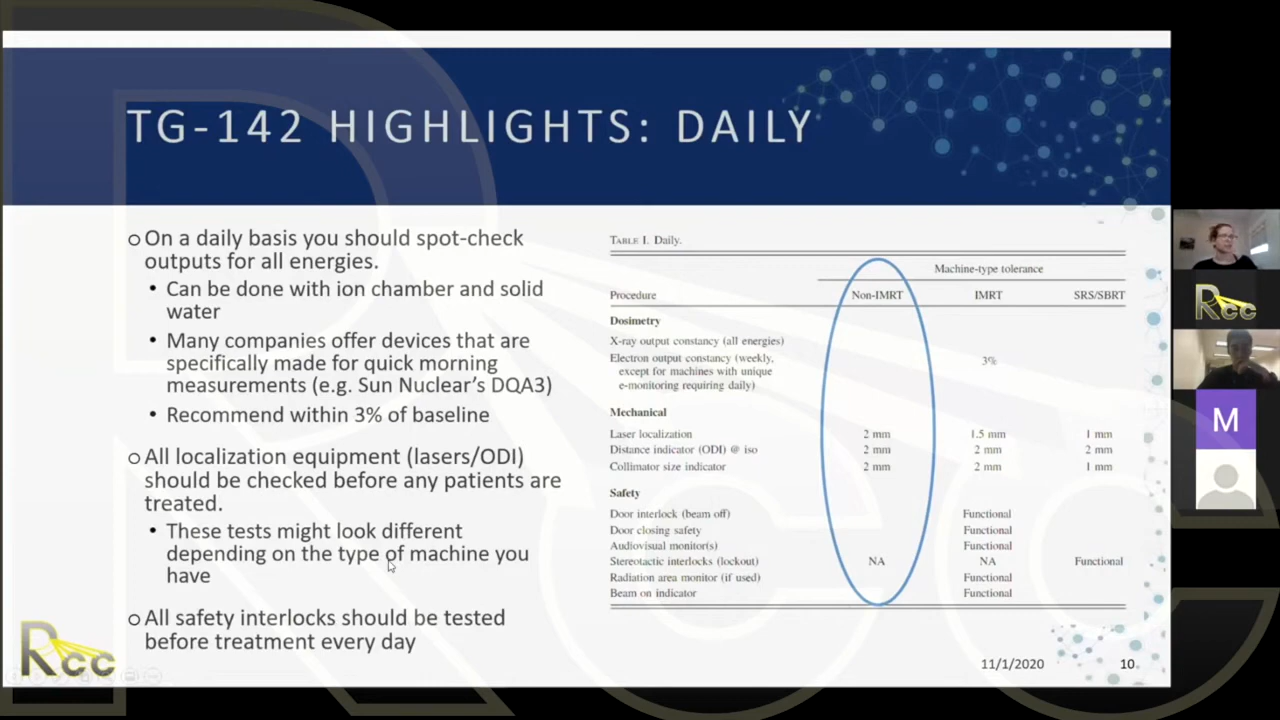 TG-142 HIGHLIGHTS: DAILY
On a daily basis you should spot-check
outputs for all energies.
• Can be done with ion chamber and solid
water
• Many companies offer devices that are
specifically made for quick morning
measurements (e.g. Sun Nuclear's DQA3)
• Recommend within 3% of baseline
All localization equipment (lasers/ODI)
should be checked before any patients are
treated.
• These tests might look different
depending on the type of machine you
have
All safety interlocks should be tested
before treatment every day
TABLE I. Daily.
Machine-type tolerance
Procedure Non-IMRT IMRT SRS/SBRT
Dosimetry
X-ray output constancy (all energies)
Electron output constancy (weekly,
except for machines with unique
e-monitoring requiring daily)
3%
Mechanical
Laser localization 2 mm 1.5 mm 1 mm
Distance indicator (ODI) @ iso 2 mm 2 mm 2 mm
Collimator size indicator 2 mm 2 mm 1 mm
Safety
Door interlock (beam off) Functional
Door closing safety Functional
Audiovisual monitor(s) Functional
Stereotactic interlocks (lockout) NA NA Functional
Radiation area monitor (if used) Functional
Beam on indicator Functional
Rcc
11/1/2020 10
Rcc
M